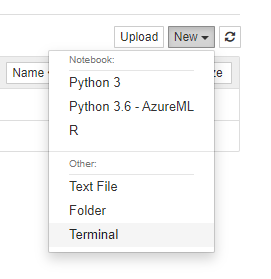 Upload New
Name
ze
Notebook:
Python 3
Python 3.6 - AzureML
R
Other:
Text File
Folder
Terminal